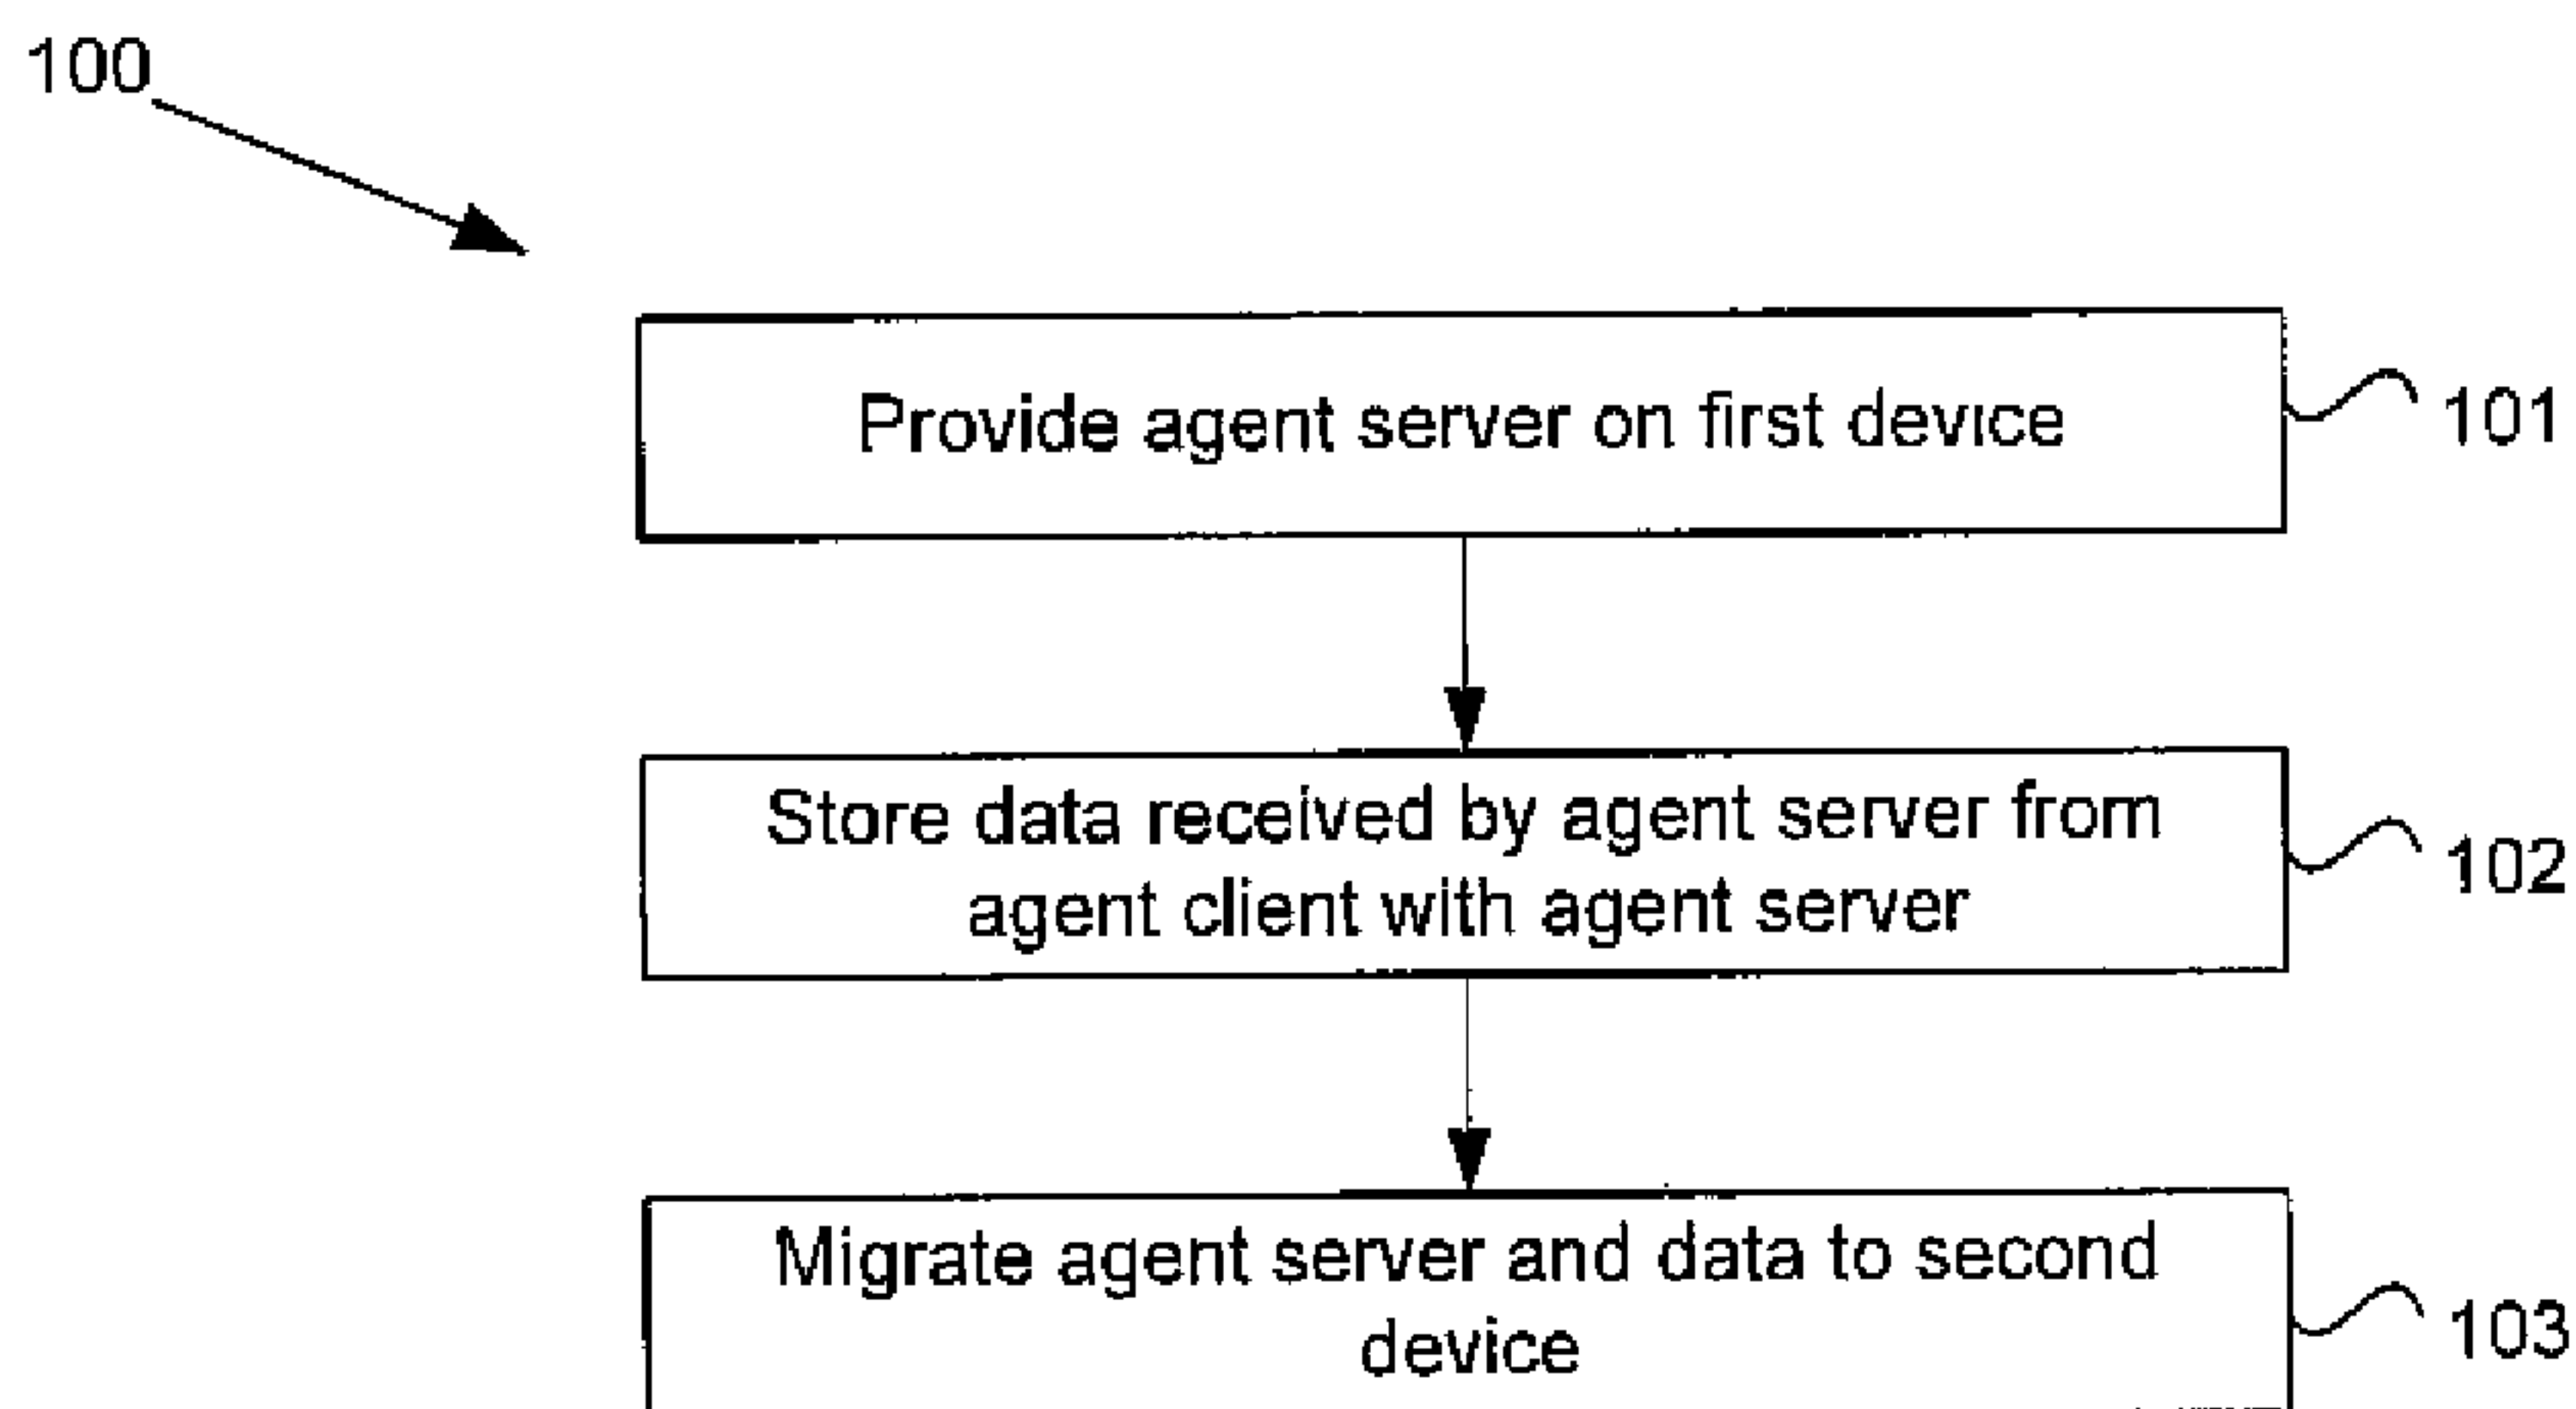 100
Provide agent server on first device
101
Store data received by agent server from
agent client with agent server
102
Migrate agent server and data to second
device
103